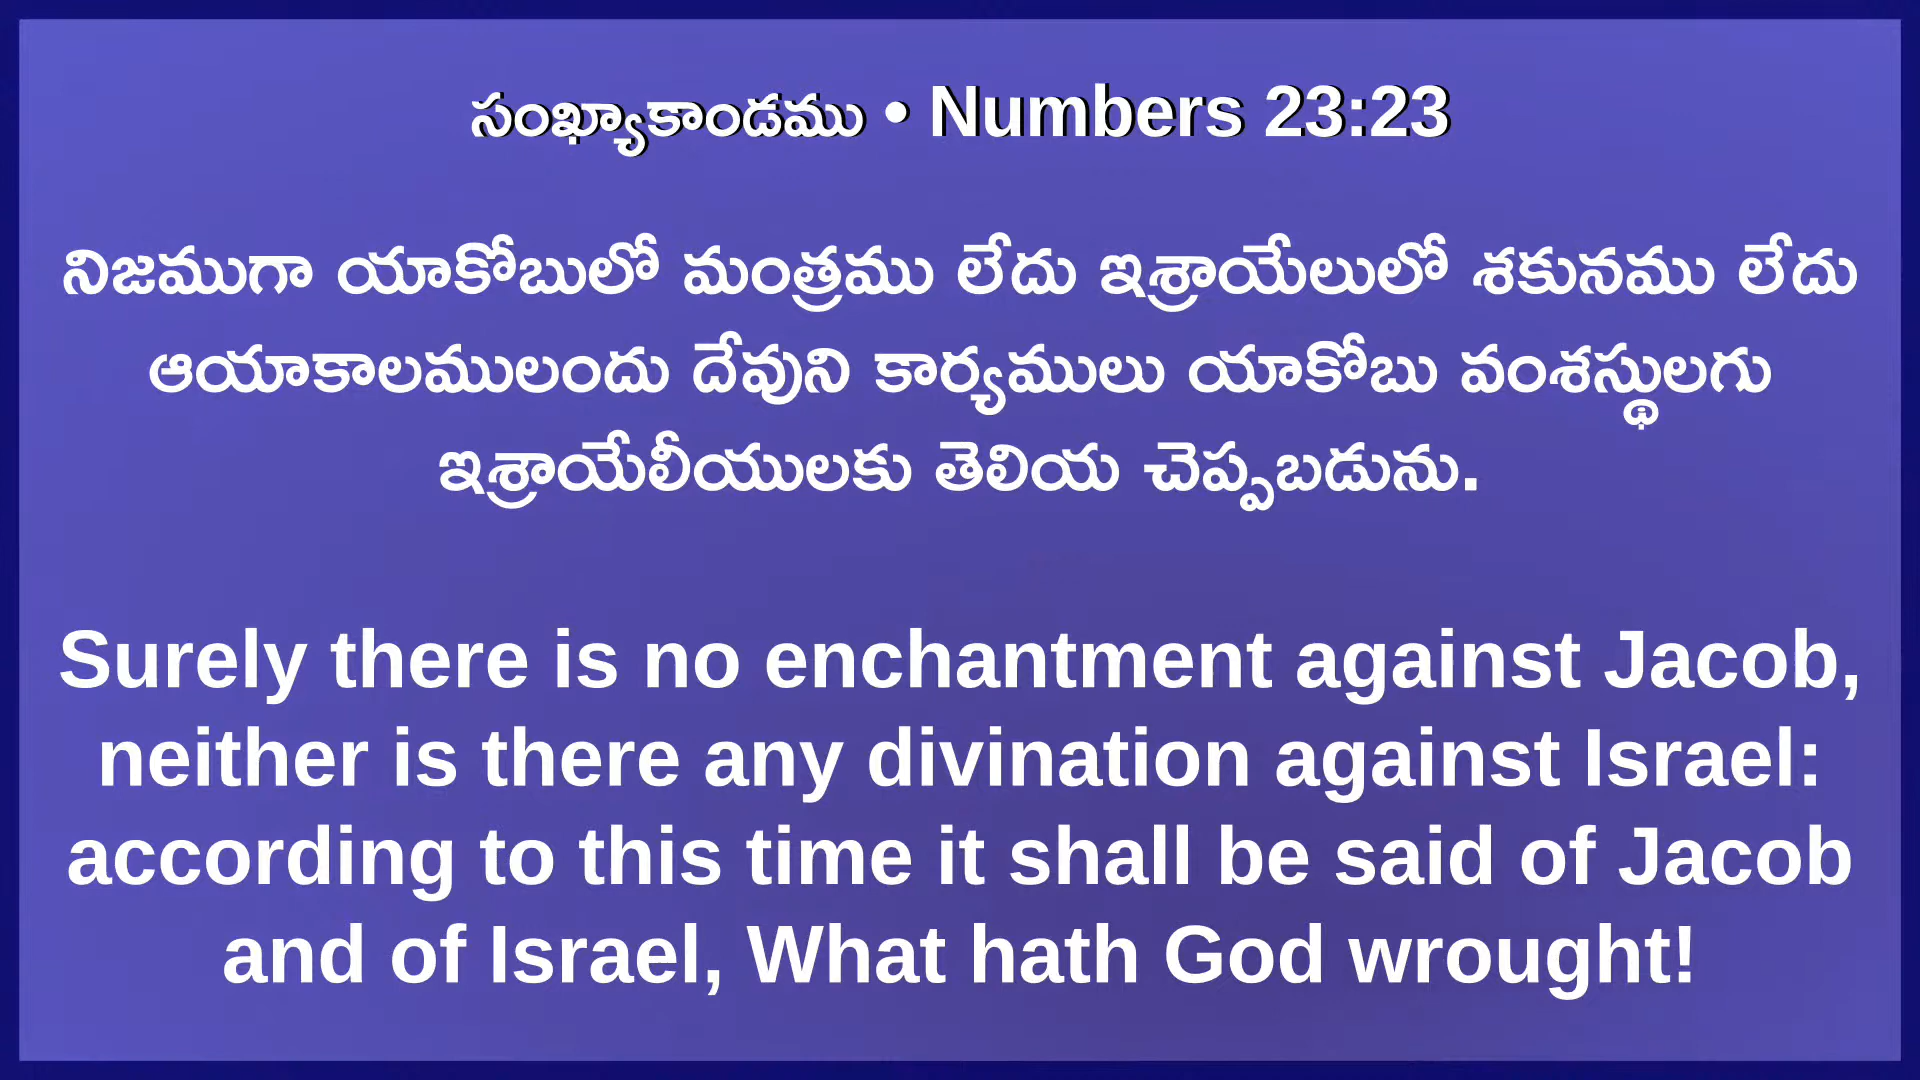 సంఖ్యాకాండము • Numbers 23:23
నిజముగా యాకోబులో మంత్రము లేదు ఇశ్రాయేలులో శకునము లేదు
ఆయాకాలములందు దేవుని కార్యములు యాకోబు వంశస్థులగు
ఇశ్రాయేలీయులకు తెలియ చెప్పబడును.
Surely there is no enchantment against Jacob,
neither is there any divination against Israel:
according to this time it shall be said of Jacob
and of Israel, What hath God wrought!